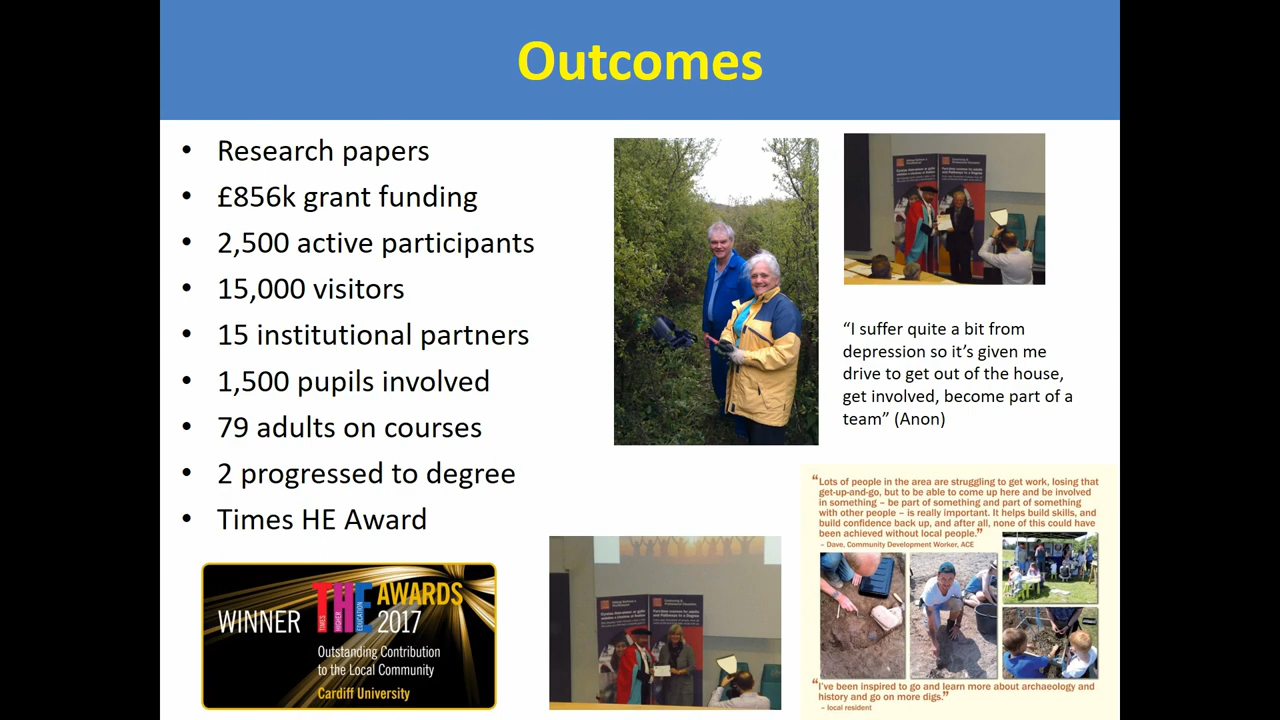 Outcomes
• Research papers
• £856k grant funding
• 2,500 active participants
• 15,000 visitors
• 15 institutional partners
• 1,500 pupils involved
• 79 adults on courses
• 2 progressed to degree
• Times HE Award
“I suffer quite a bit from
depression so it’s given me
drive to get out of the house,
get involved, become part of a
team” (Anon)
“Lots of people in the area are struggling to get work, losing that
get-up-and-go, but to be able to come up here and be involved
in something – be part of something and part of something
with other people – is really important. It helps build skills, and
build confidence back up, and after all, none of this could have
been achieved without local people.”
– Dave, Community Development Worker, ACE
“I’ve been inspired to go and learn more about archaeology and
history and go on more digs.”
– local resident
WINNER THE AWARDS
TIMES HIGHER EDUCATION 2017
Outstanding Contribution
to the Local Community
Cardiff University